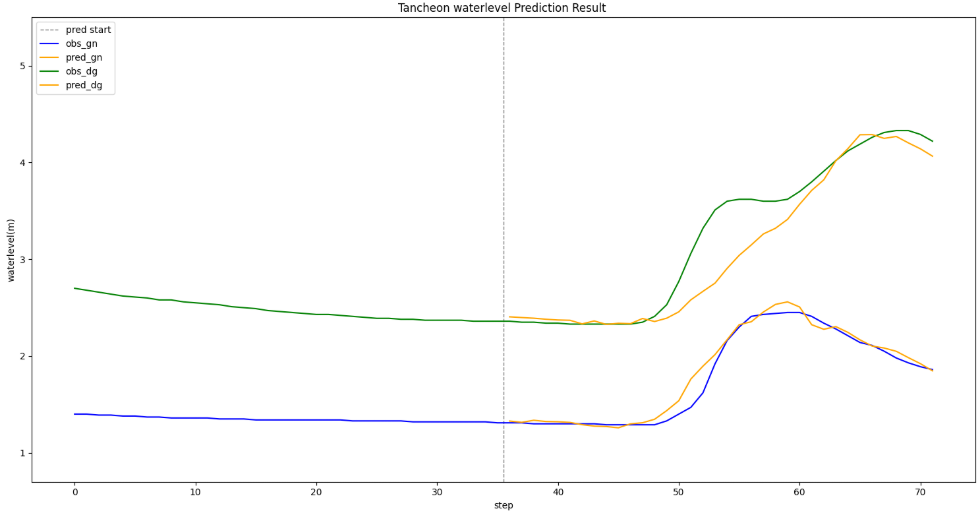 Tancheon waterlevel Prediction Result
pred start
obs_gn
pred_gn
obs_dg
pred_dg
waterlevel(m)
5
4
3
2
1
0 10 20 30 40 50 60 70
step